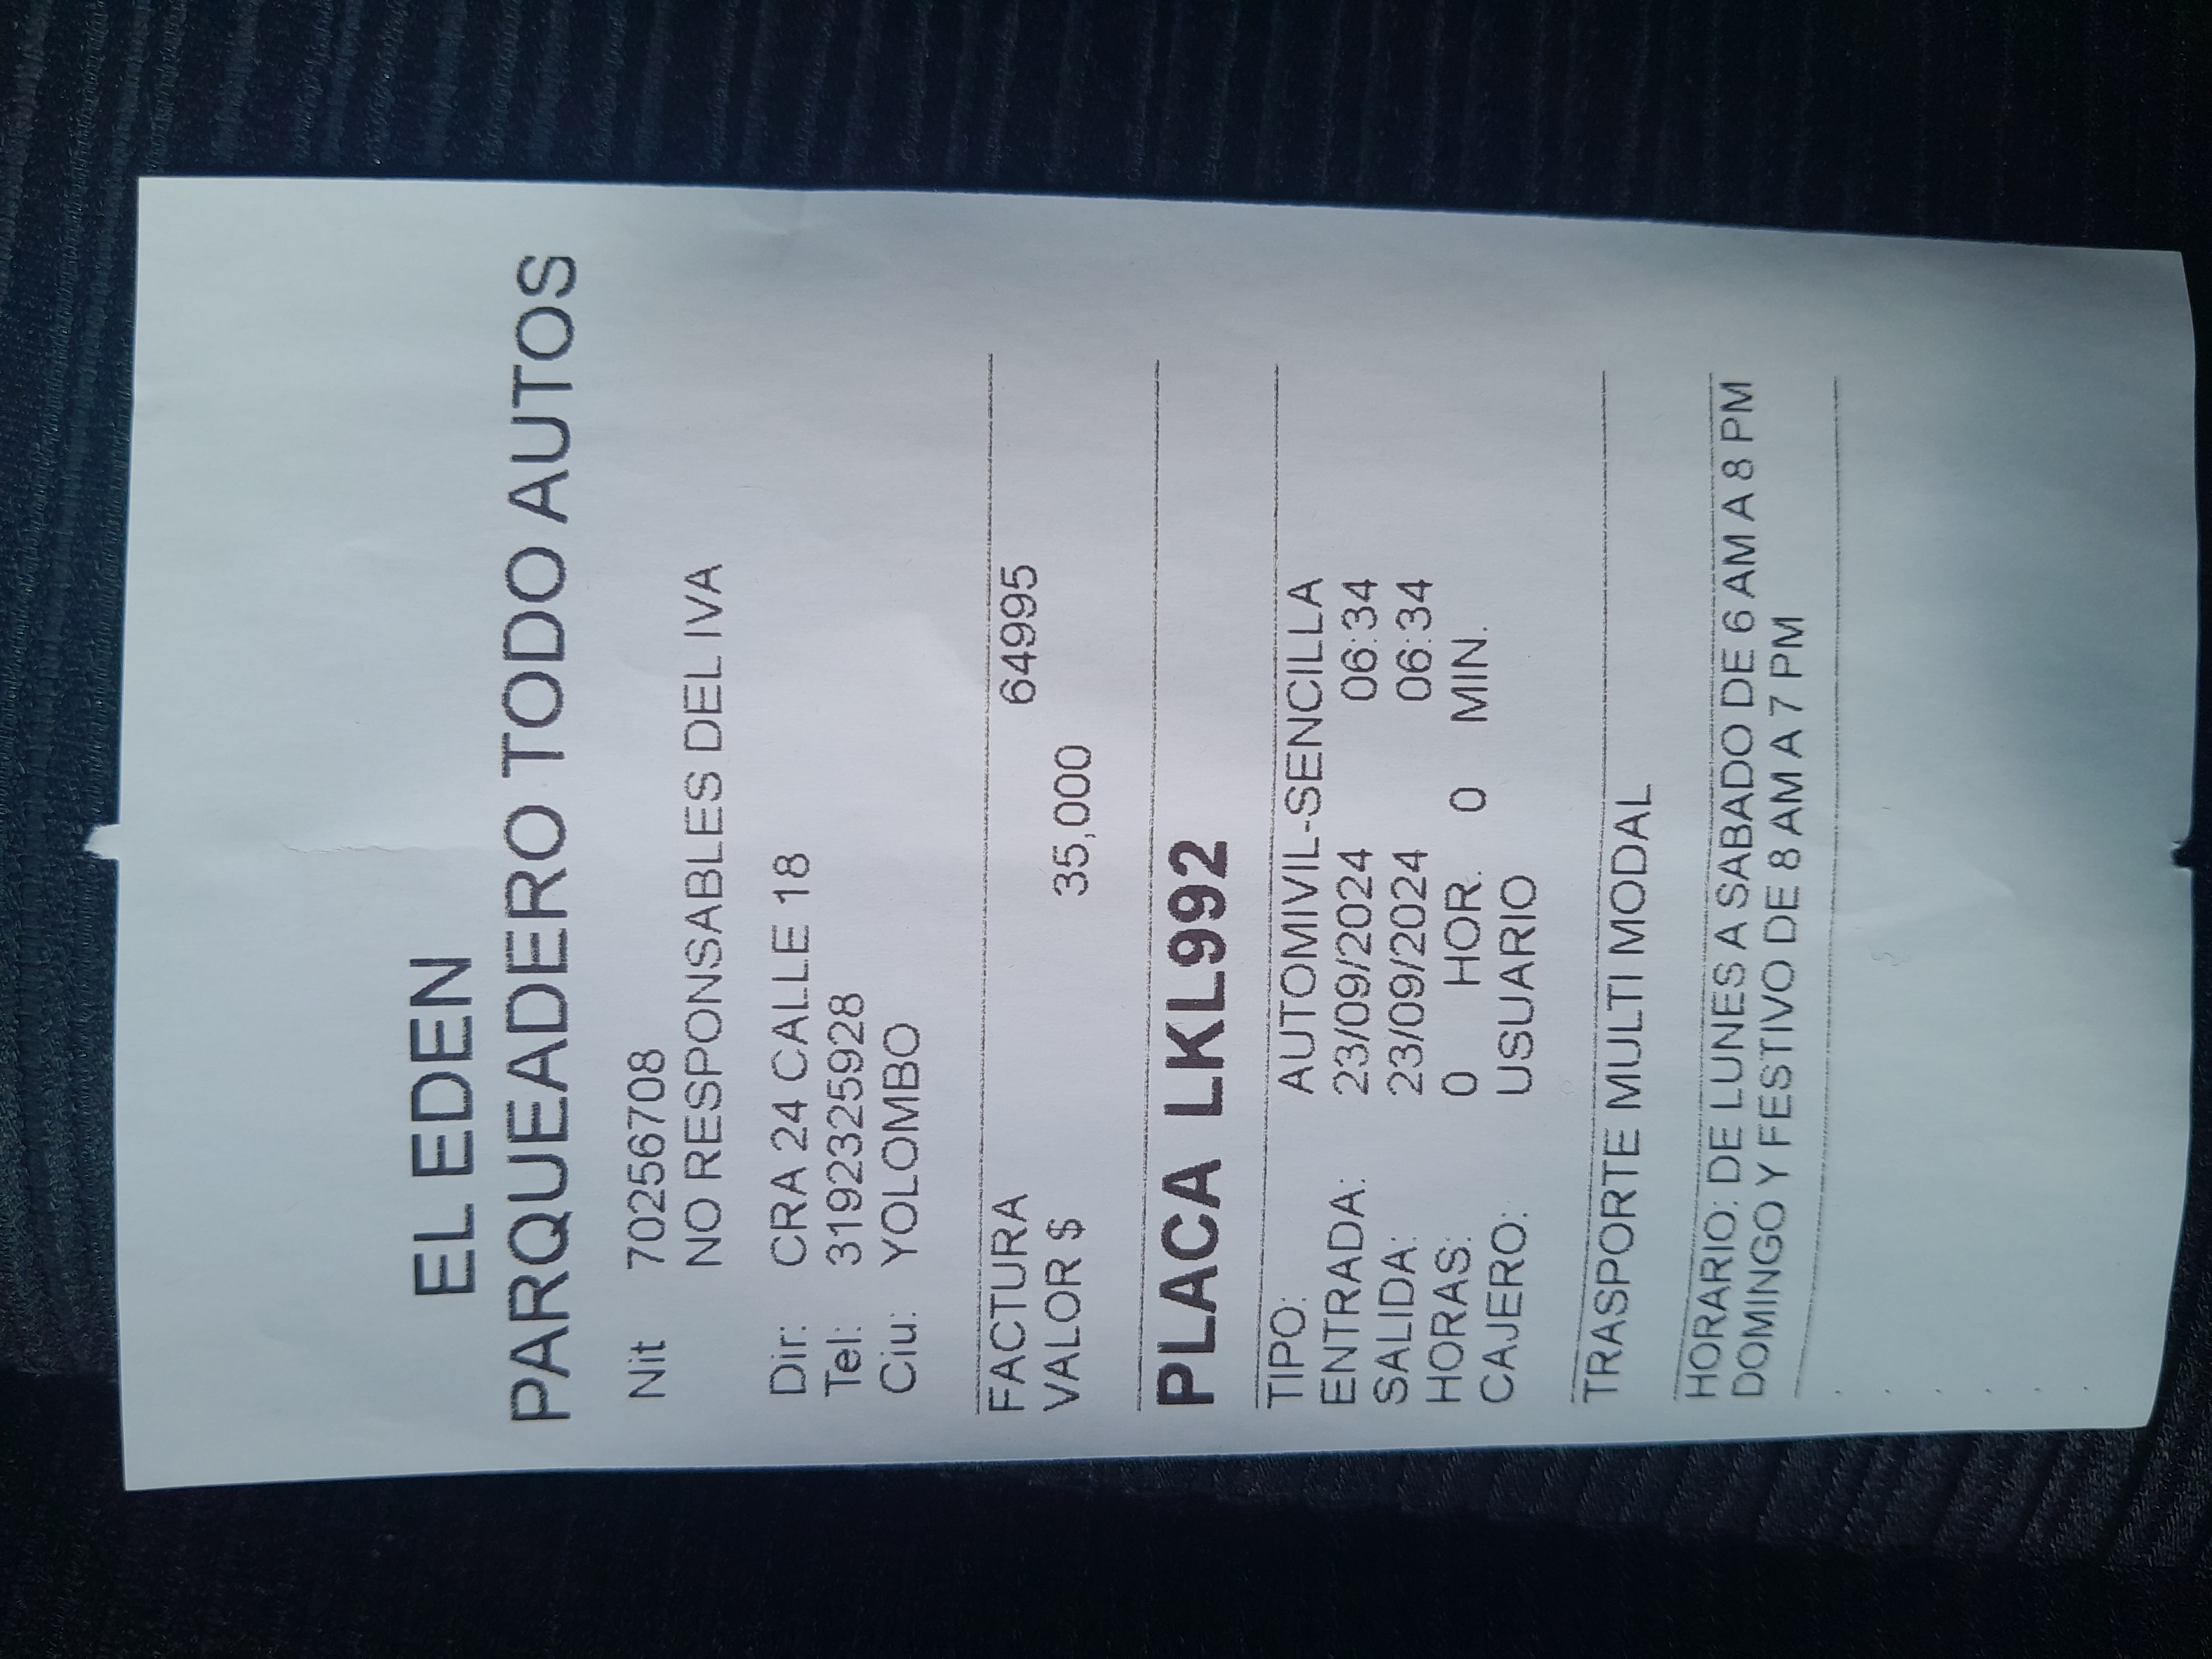 EL EDEN
PARQUEADERO TODO AUTOS
Nit 70256708
NO RESPONSABLES DEL IVA
Dir: CRA 24 CALLE 18
Tel: 3192325928
Ciu: YOLOMBO
FACTURA 64995
VALOR $ 35,000
PLACA LKL992
TIPO: AUTOMIVIL-SENCILLA
ENTRADA: 23/09/2024 06:34
SALIDA: 23/09/2024 06:34
HORAS: 0 HOR. 0 MIN.
CAJERO: USUARIO
TRASPORTE MULTI MODAL
HORARIO: DE LUNES A SABADO DE 6 AM A 8 PM
DOMINGO Y FESTIVO DE 8 AM A 7 PM